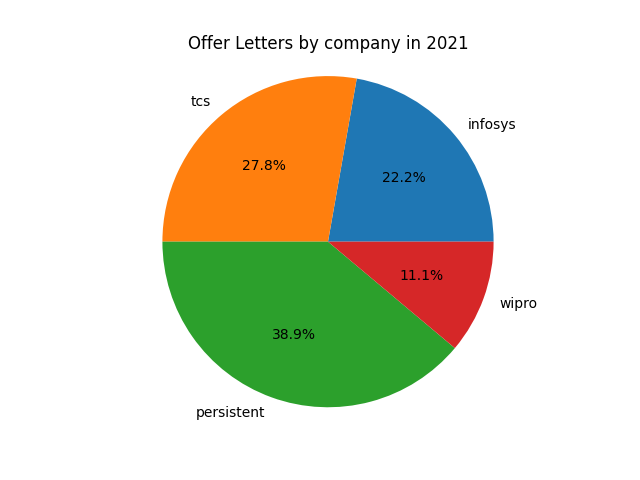 Offer Letters by company in 2021
tcs
infosys
27.8%
22.2%
11.1%
wipro
38.9%
persistent